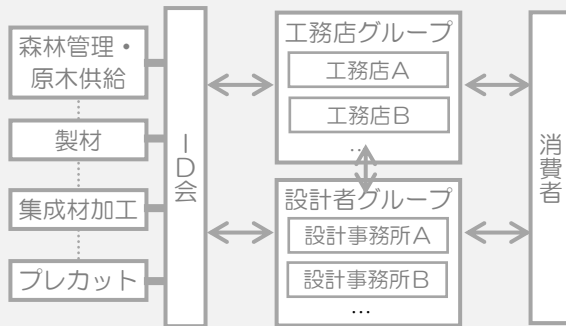 森林管理・
原木供給
製材
集成材加工
プレカット
ＩＤ会
工務店グループ
工務店Ａ
工務店Ｂ
…
設計者グループ
設計事務所Ａ
設計事務所Ｂ
…
消費者